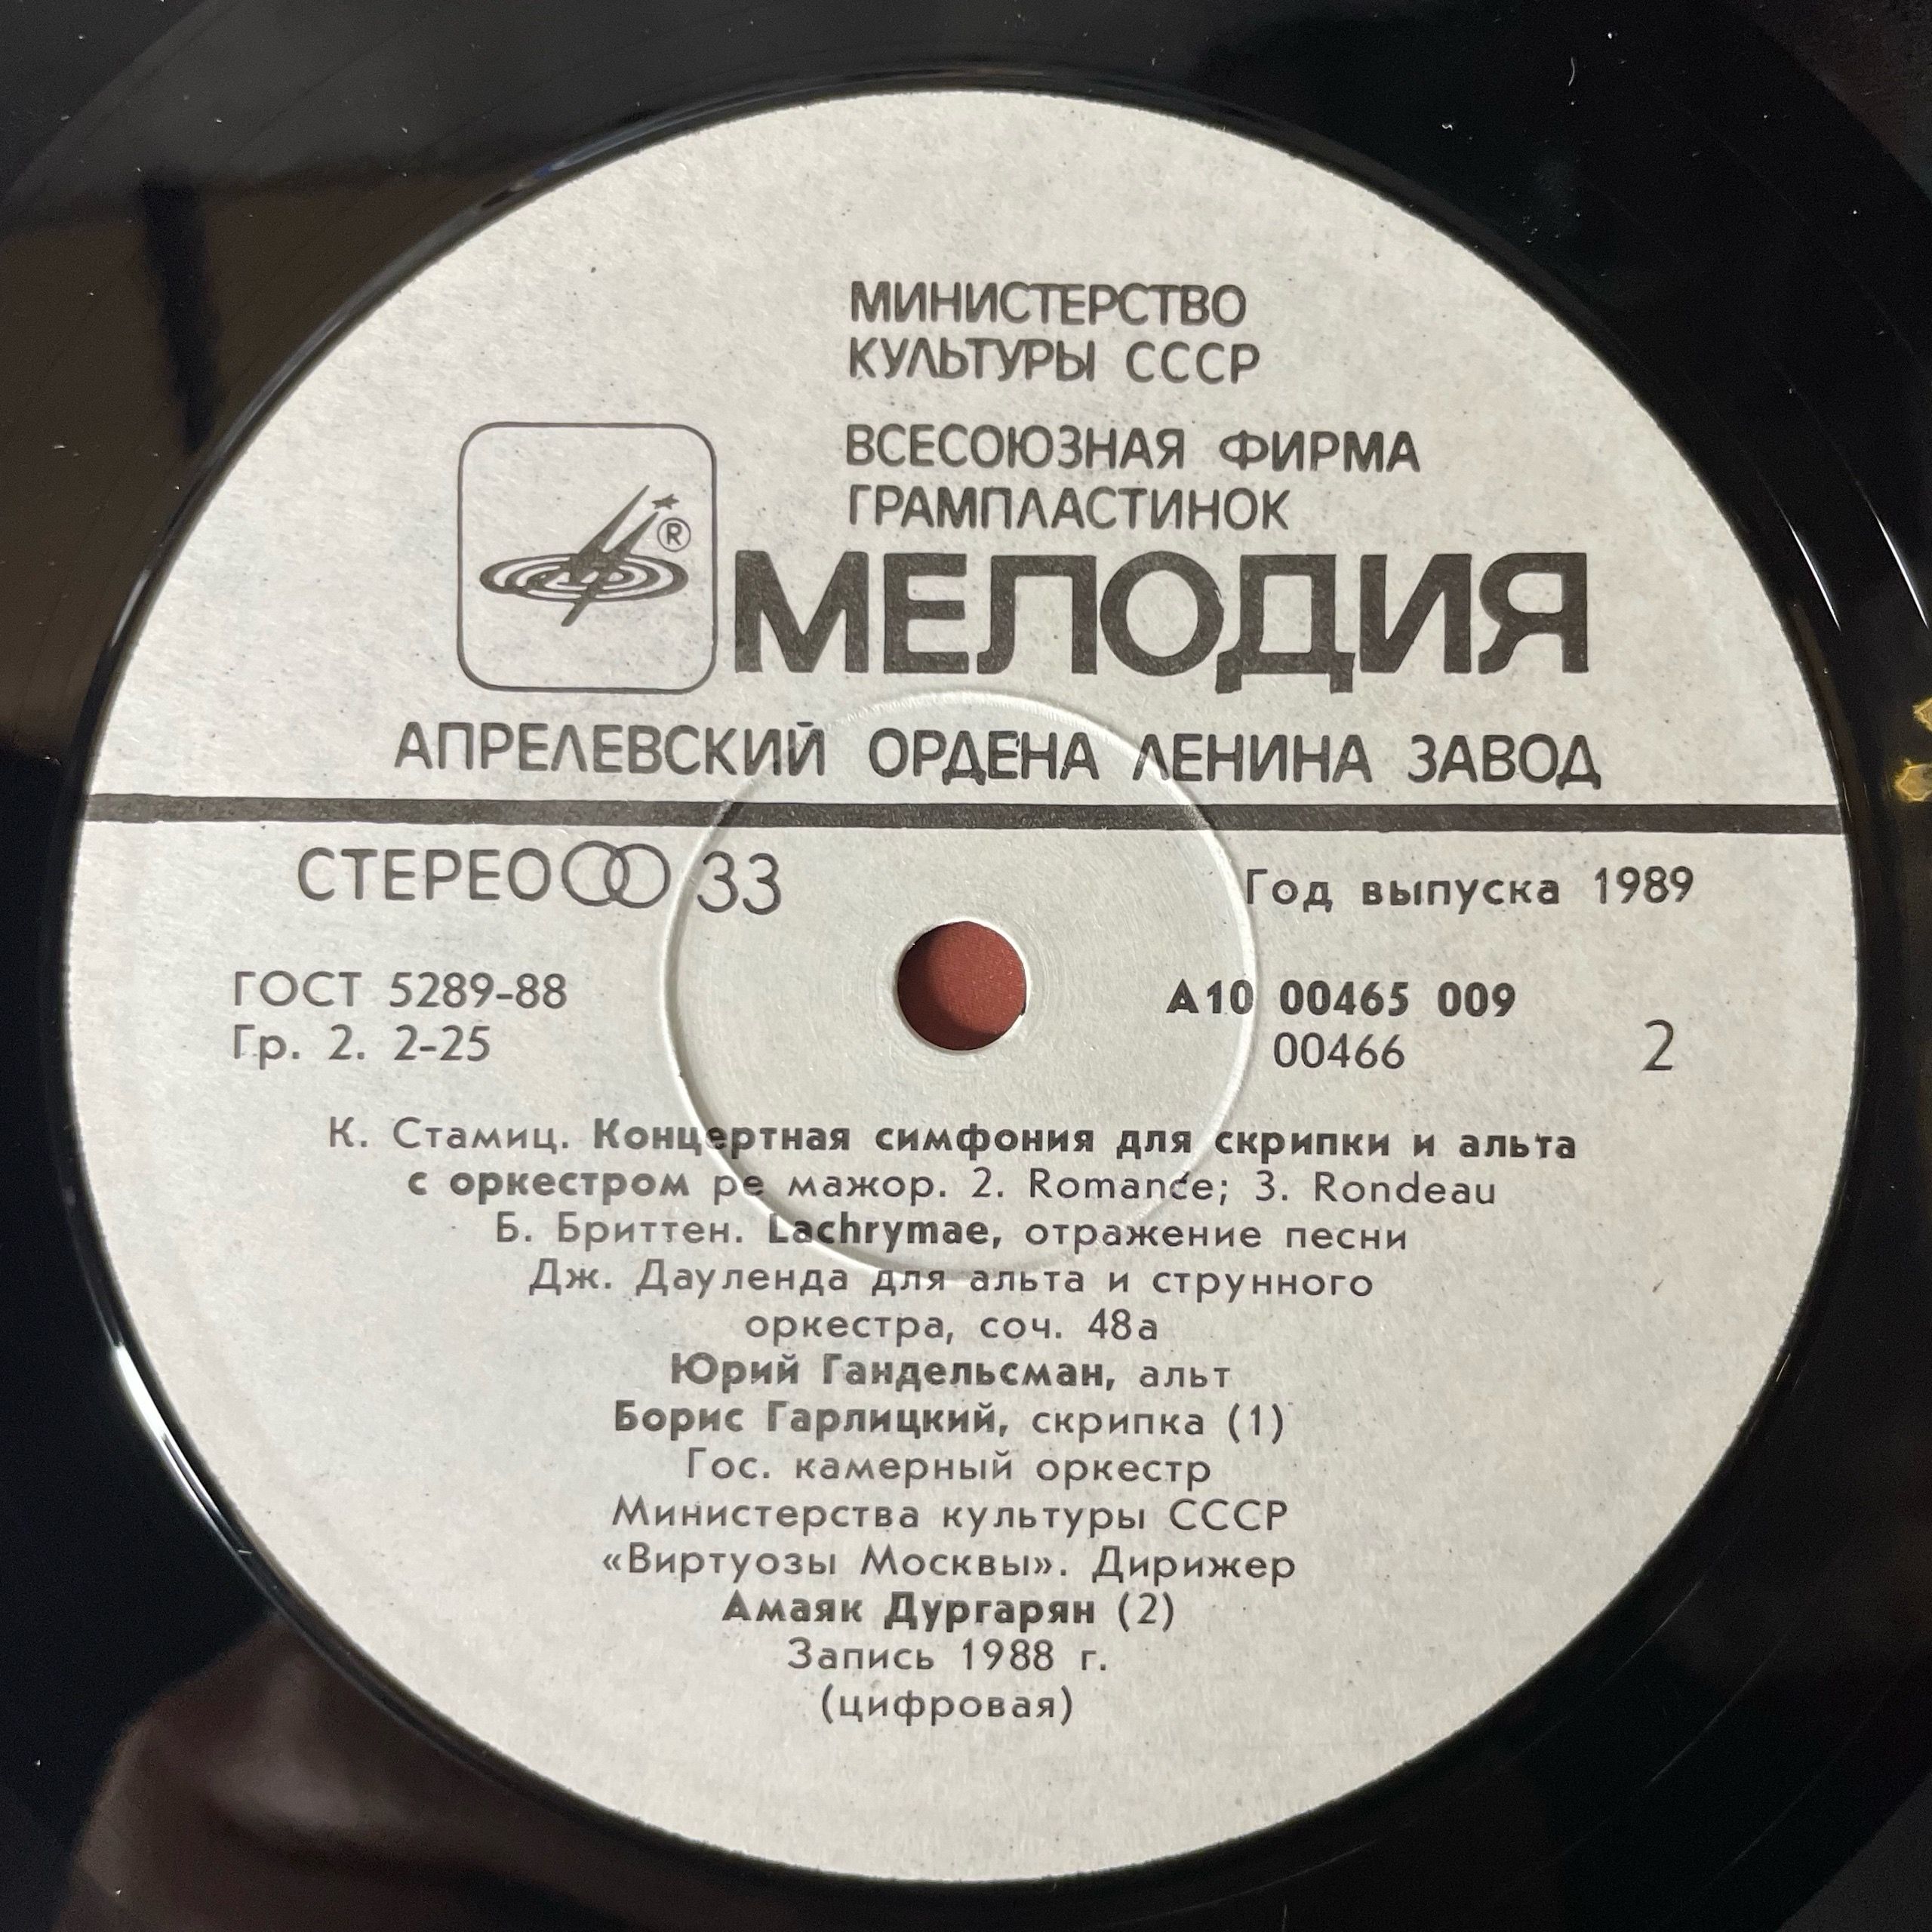 МИНИСТЕРСТВО
КУЛЬТУРЫ СССР
ВСЕСОЮЗНАЯ ФИРМА
ГРАМПЛАСТИНОК
®
МЕЛОДИЯ
АПРЕЛЕВСКИЙ ОРДЕНА ЛЕНИНА ЗАВОД
СТЕРЕО 33
Год выпуска 1989
ГОСТ 5289-88
Гр. 2. 2-25
А10 00465 009
00466
2
К. Стамиц. Концертная симфония для скрипки и альта
с оркестром ре мажор. 2. Romance; 3. Rondeau
Б. Бриттен. Lachrymae, отражение песни
Дж. Дауленда для альта и струнного
оркестра, соч. 48а
Юрий Гандельсман, альт
Борис Гарлицкий, скрипка (1)
Гос. камерный оркестр
Министерства культуры СССР
«Виртуозы Москвы». Дирижер
Амаяк Дургарян (2)
Запись 1988 г.
(цифровая)